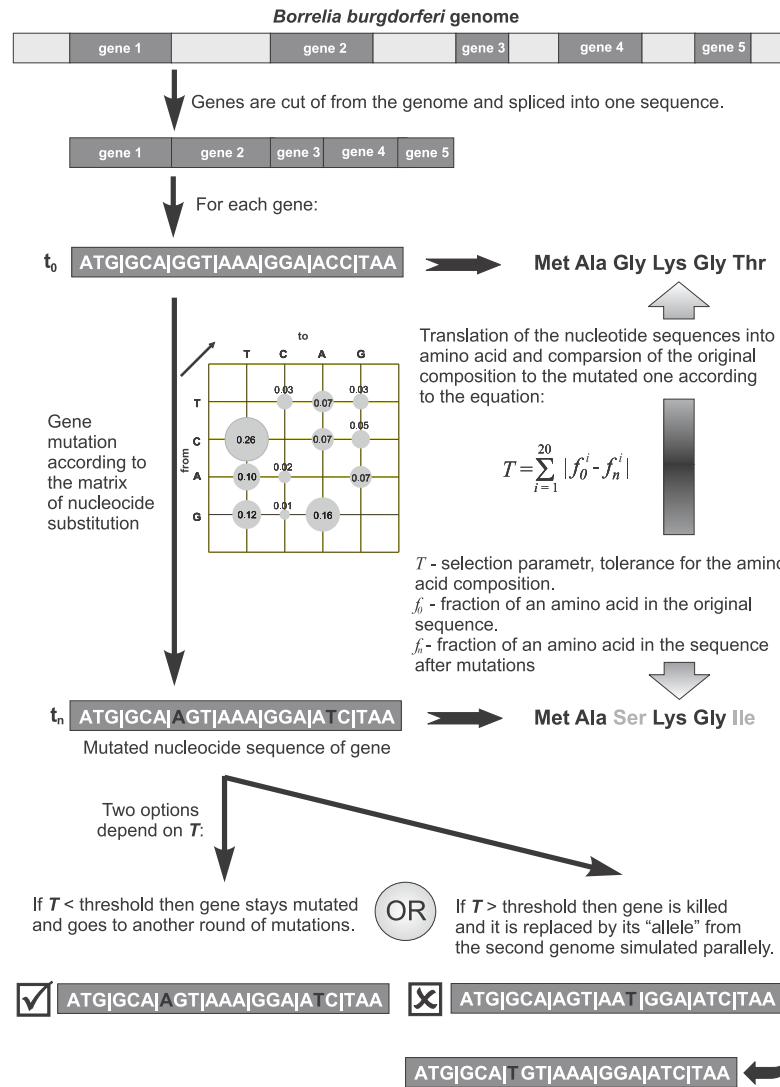 Borrelia burgdorferi genome
gene 1 gene 2 gene 3 gene 4 gene 5
Genes are cut of from the genome and spliced into one sequence.
gene 1 gene 2 gene 3 gene 4 gene 5
For each gene:
t0 ATG|GCA|GGT|AAA|GGA|ACC|TAA Met Ala Gly Lys Gly Thr
Gene
mutation
according to
the matrix
of nucleocide
substitution
to
T C A G
from
T 0.03 0.07 0.03
C 0.26 0.07 0.05
A 0.10 0.02 0.07
G 0.12 0.01 0.16
Translation of the nucleotide sequences into
amino acid and comparsion of the original
composition to the mutated one according
to the equation:
T = 20 ∑ i = 1 | f 0 i - f n i |
T - selection parametr, tolerance for the amino
acid composition.
f0 - fraction of an amino acid in the original
sequence.
fn - fraction of an amino acid in the sequence
after mutations
tn ATG|GCA|AGT|AAA|GGA|ATC|TAA Met Ala Ser Lys Gly Ile
Mutated nucleocide sequence of gene
Two options
depend on T:
If T < threshold then gene stays mutated
and goes to another round of mutations.
OR
If T > threshold then gene is killed
and it is replaced by its “allele” from
the second genome simulated parallely.
ATG|GCA|AGT|AAA|GGA|ATC|TAA
ATG|GCA|AGT|AAT|GGA|ATC|TAA
ATG|GCA|TGT|AAA|GGA|ATC|TAA